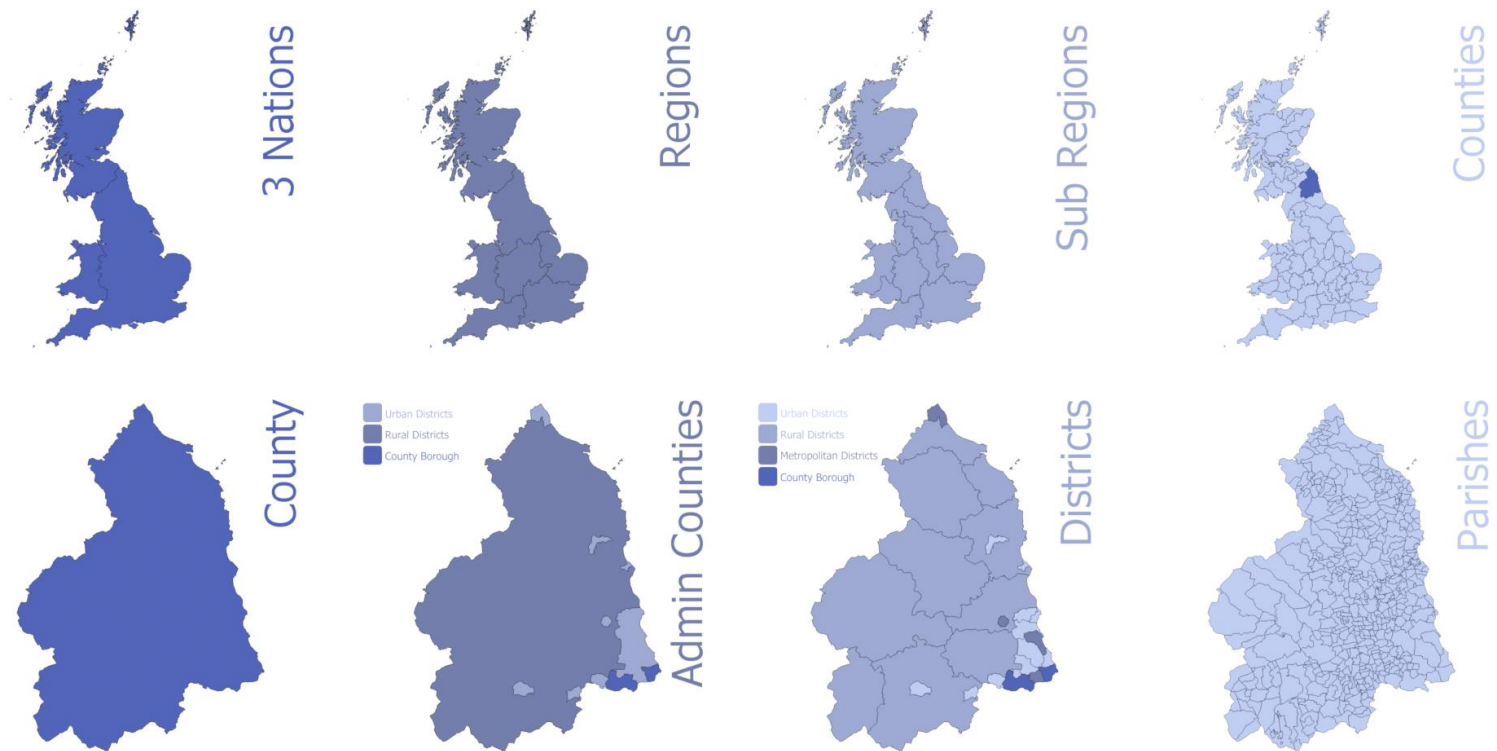 3 Nations
Regions
Sub Regions
Counties
County
Urban Districts
Rural Districts
County Borough
Admin Counties
Urban Districts
Rural Districts
Metropolitan Districts
County Borough
Districts
Parishes